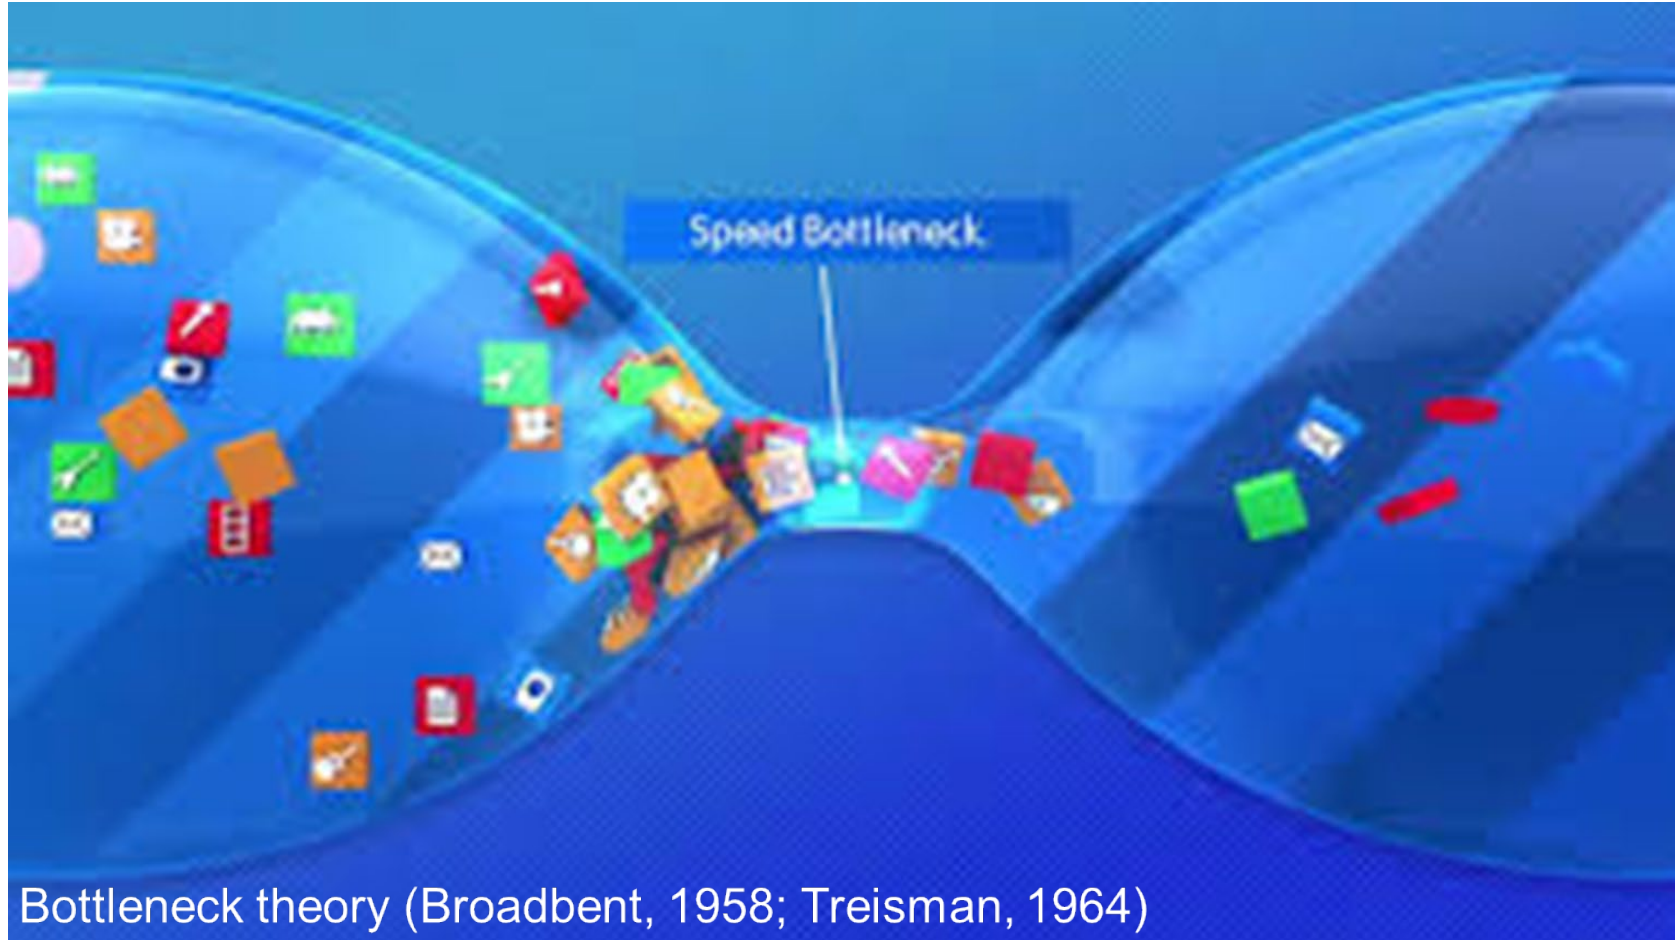 Speed Bottleneck
Bottleneck theory (Broadbent, 1958; Treisman, 1964)